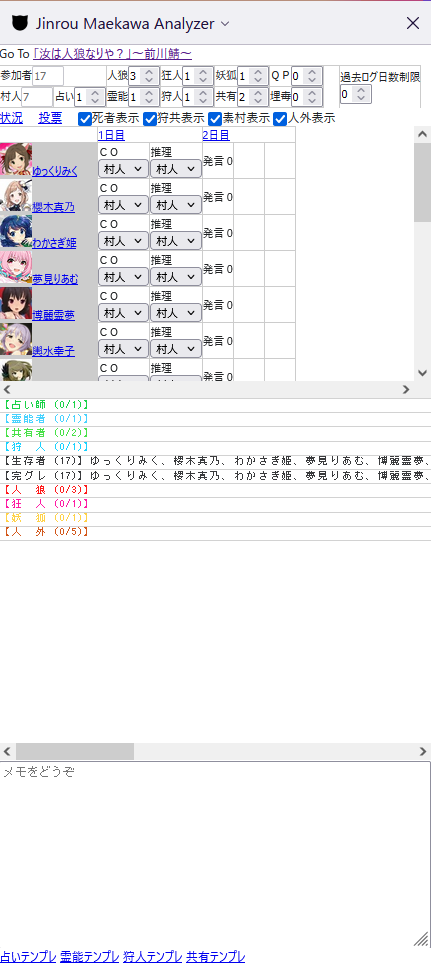 Jinrou Maekawa Analyzer
Go To 「汝は人狼なりや？」～前川鯖～
参加者 17 人狼 3 狂人 1 妖狐 1 ＱＰ 0 過去ログ日数制限
村人 7 占い 1 霊能 1 狩人 1 共有 2 埋毒 0 0
状況 投票 死者表示 狩共表示 素村表示 人外表示
1日目 2日目
ゆっくりみく ＣＯ 村人 推理 村人 発言 0
櫻木真乃 ＣＯ 村人 推理 村人 発言 0
わかさぎ姫 ＣＯ 村人 推理 村人 発言 0
夢見りあむ ＣＯ 村人 推理 村人 発言 0
博麗霊夢 ＣＯ 村人 推理 村人 発言 0
輿水幸子 ＣＯ 村人 推理 村人 発言 0
ＣＯ 推理 発言 0
【占い師（0/1）】
【霊能者（0/1）】
【共有者（0/2）】
【狩　人（0/1）】
【生存者（17）】ゆっくりみく、櫻木真乃、わかさぎ姫、夢見りあむ、博麗霊夢、
【完グレ（17）】ゆっくりみく、櫻木真乃、わかさぎ姫、夢見りあむ、博麗霊夢、
【人　狼（0/3）】
【狂　人（0/1）】
【妖　狐（0/1）】
【人　外（0/5）】
メモをどうぞ
占いテンプレ 霊能テンプレ 狩人テンプレ 共有テンプレ